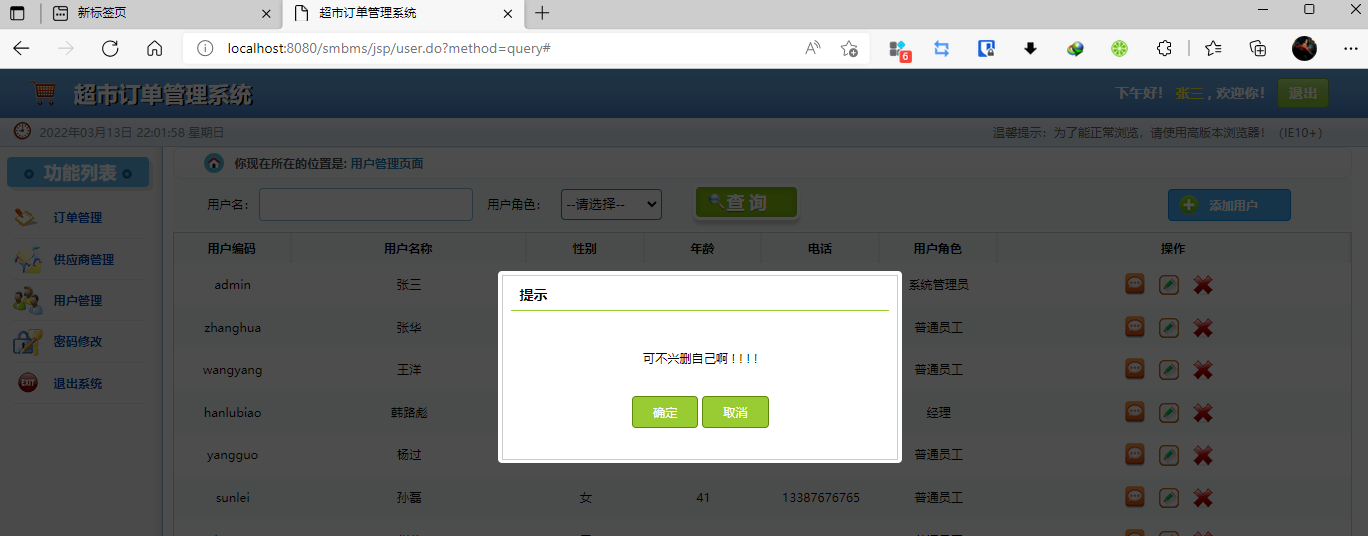 新标签页
超市订单管理系统
localhost:8080/smbms/jsp/user.do?method=query#
6
超市订单管理系统
下午好！ 张三 , 欢迎你！ 退出
2022年03月13日 22:01:58 星期日
温馨提示：为了能正常浏览，请使用高版本浏览器！（IE10+）
功能列表
订单管理
供应商管理
用户管理
密码修改
EXIT 退出系统
你现在所在的位置是: 用户管理页面
用户名： 用户角色： --请选择-- 查 询 添加用户
用户编码 用户名称 性别 年龄 电话 用户角色 操作
admin 张三 系统管理员
zhanghua 张华 普通员工
wangyang 王洋 普通员工
hanlubiao 韩路彪 经理
yangguo 杨过 普通员工
sunlei 孙磊 女 41 13387676765 普通员工
提示
可不兴删自己啊 ! ! ! !
确定 取消